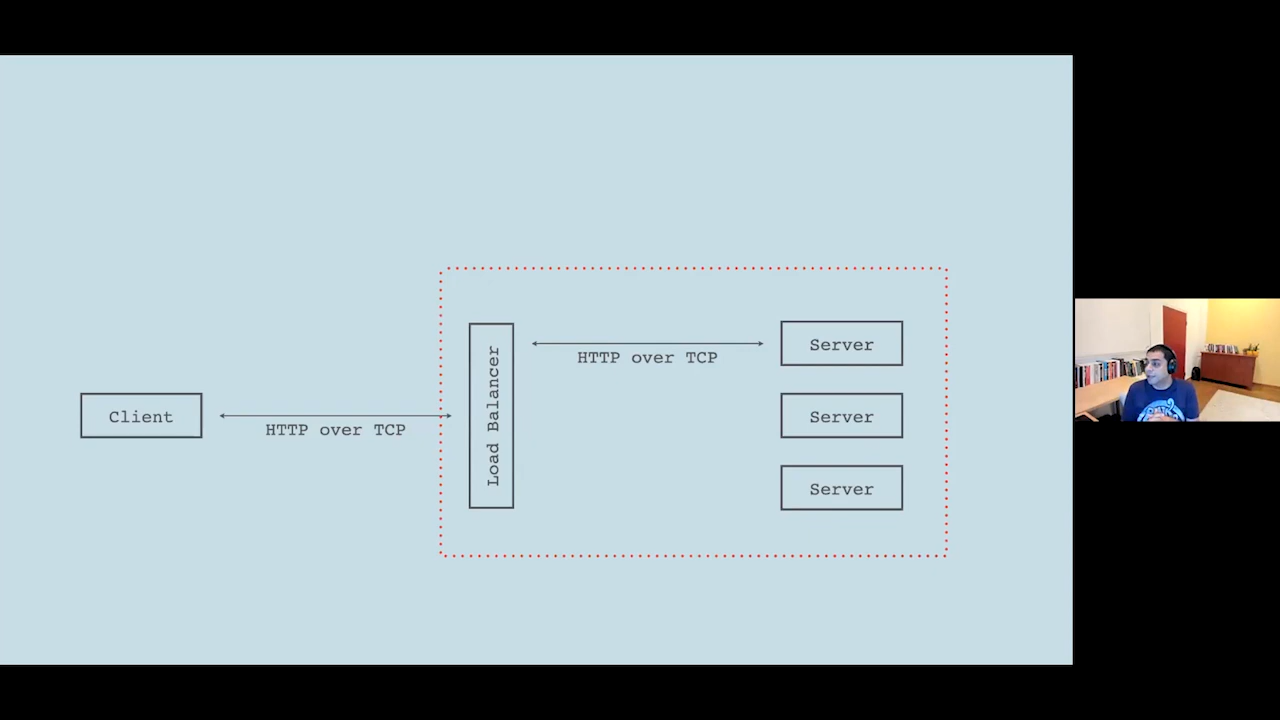 Client
HTTP over TCP
Load Balancer
HTTP over TCP
Server
Server
Server